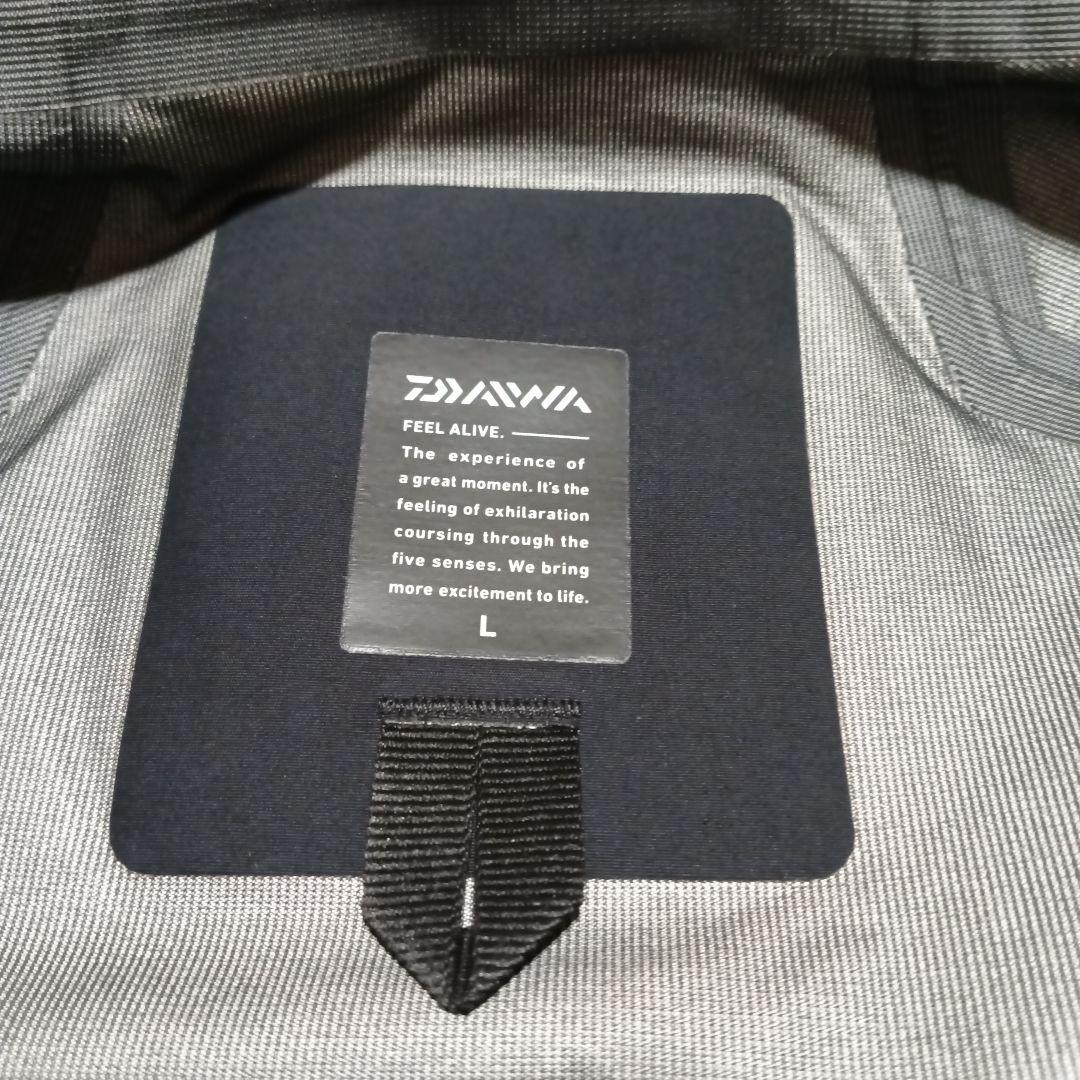 DAIWA
FEEL ALIVE.
The experience of
a great moment. It's the
feeling of exhilaration
coursing through the
five senses. We bring
more excitement to life.
L